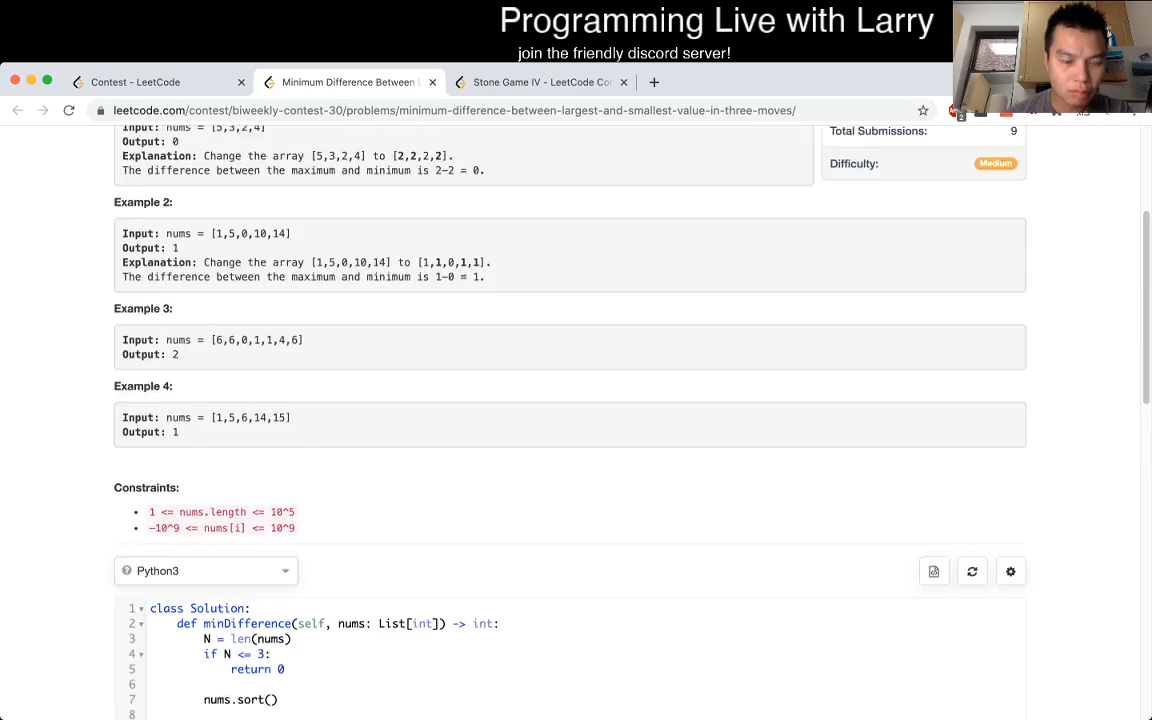 Programming Live with Larry
join the friendly discord server!
Contest - LeetCode
Minimum Difference Between
Stone Game IV - LeetCode Con
leetcode.com/contest/biweekly-contest-30/problems/minimum-difference-between-largest-and-smallest-value-in-three-moves/
2
Input: nums = [5,3,2,4]
Output: 0
Explanation: Change the array [5,3,2,4] to [2,2,2,2].
The difference between the maximum and minimum is 2-2 = 0.
Total Submissions: 9
Difficulty: Medium
Example 2:
Input: nums = [1,5,0,10,14]
Output: 1
Explanation: Change the array [1,5,0,10,14] to [1,1,0,1,1].
The difference between the maximum and minimum is 1-0 = 1.
Example 3:
Input: nums = [6,6,0,1,1,4,6]
Output: 2
Example 4:
Input: nums = [1,5,6,14,15]
Output: 1
Constraints:
1 <= nums.length <= 10^5
-10^9 <= nums[i] <= 10^9
Python3
1 class Solution:
2 def minDifference(self, nums: List[int]) -> int:
3 N = len(nums)
4 if N <= 3:
5 return 0
6
7 nums.sort()
8